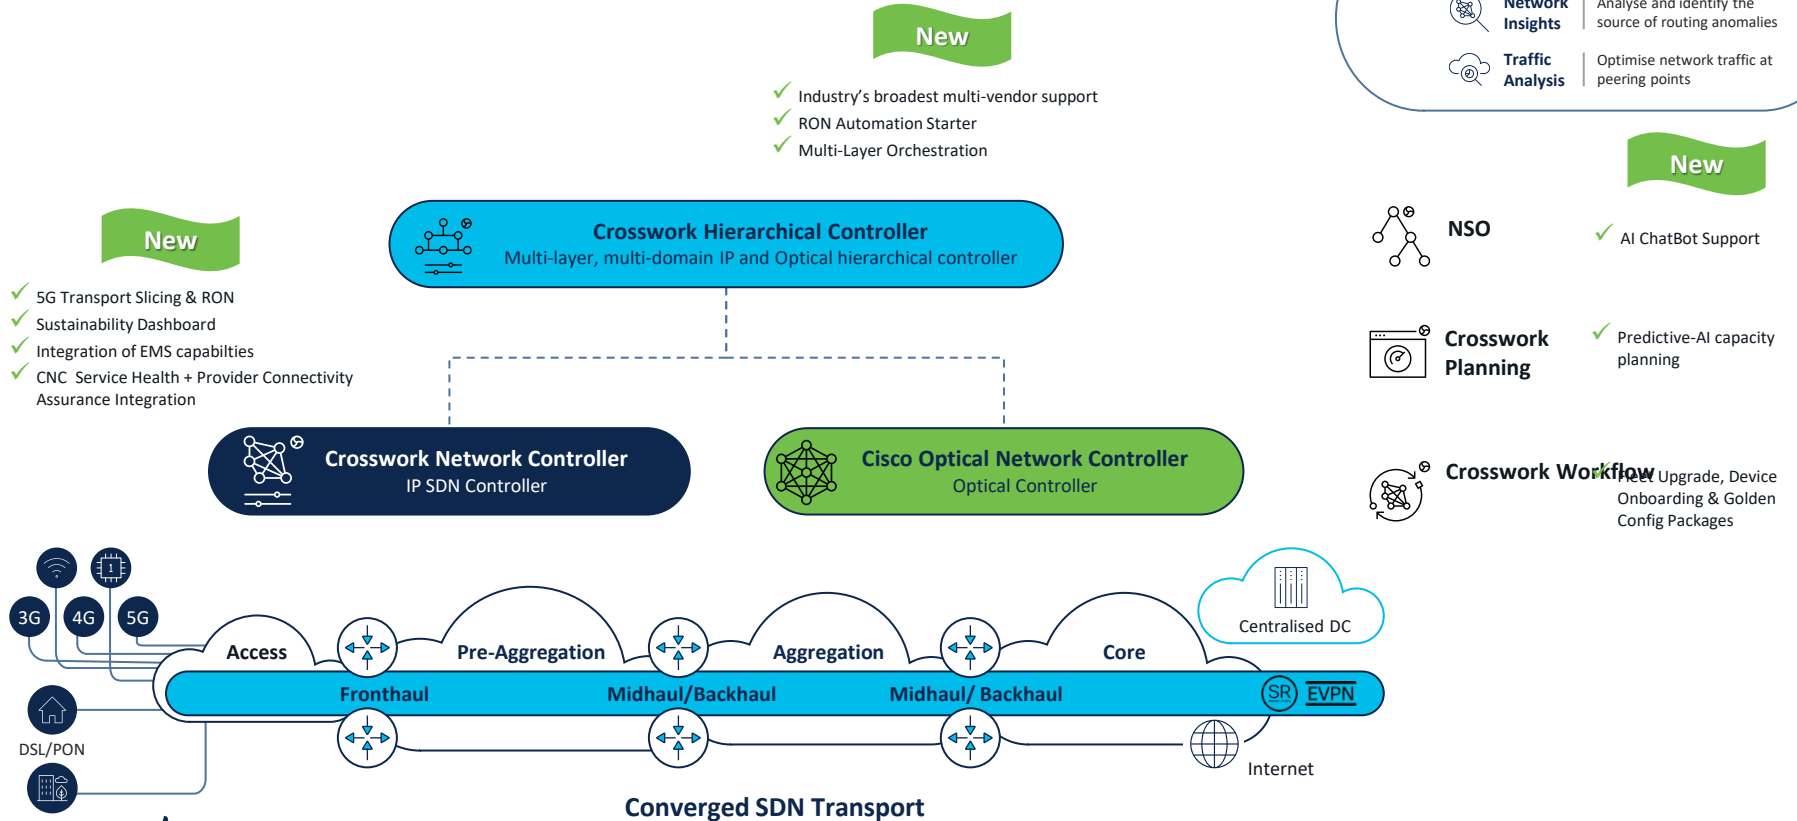 New
Industry's broadest multi-vendor support
RON Automation Starter
Multi-Layer Orchestration
Network
Insights
Analyse and identify the
source of routing anomalies
Traffic
Analysis
Optimise network traffic at
peering points
New
5G Transport Slicing & RON
Sustainability Dashboard
Integration of EMS capabilties
CNC Service Health + Provider Connectivity
Assurance Integration
Crosswork Hierarchical Controller
Multi-layer, multi-domain IP and Optical hierarchical controller
Crosswork Network Controller
IP SDN Controller
Cisco Optical Network Controller
Optical Controller
New
NSO
AI ChatBot Support
Crosswork
Planning
Predictive-AI capacity
planning
Crosswork Workflow
Fleet Upgrade, Device
Onboarding & Golden
Config Packages
1
3G
4G
5G
Access
Pre-Aggregation
Aggregation
Core
Centralised DC
Fronthaul
Midhaul/Backhaul
Midhaul/ Backhaul
SR
EVPN
DSL/PON
Internet
Converged SDN Transport